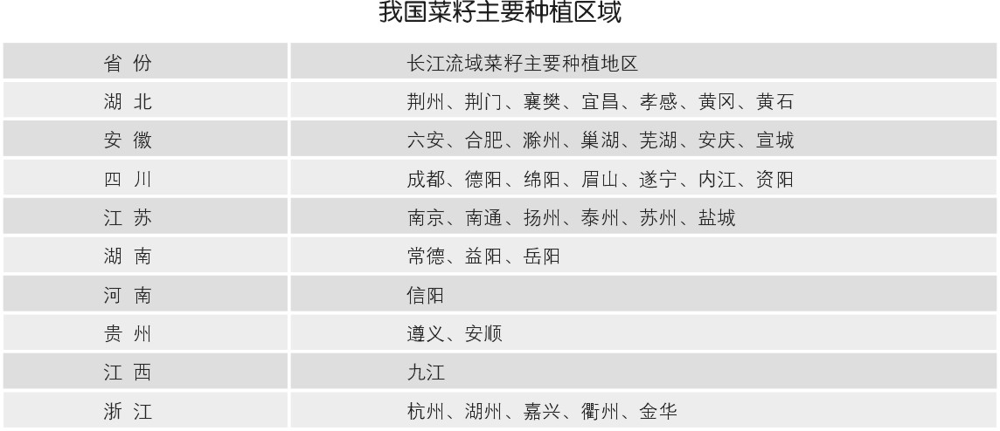 我国菜籽主要种植区域
省 份 长江流域菜籽主要种植地区
湖 北 荆州、荆门、襄樊、宜昌、孝感、黄冈、黄石
安 徽 六安、合肥、滁州、巢湖、芜湖、安庆、宣城
四 川 成都、德阳、绵阳、眉山、遂宁、内江、资阳
江 苏 南京、南通、扬州、泰州、苏州、盐城
湖 南 常德、益阳、岳阳
河 南 信阳
贵 州 遵义、安顺
江 西 九江
浙 江 杭州、湖州、嘉兴、衢州、金华